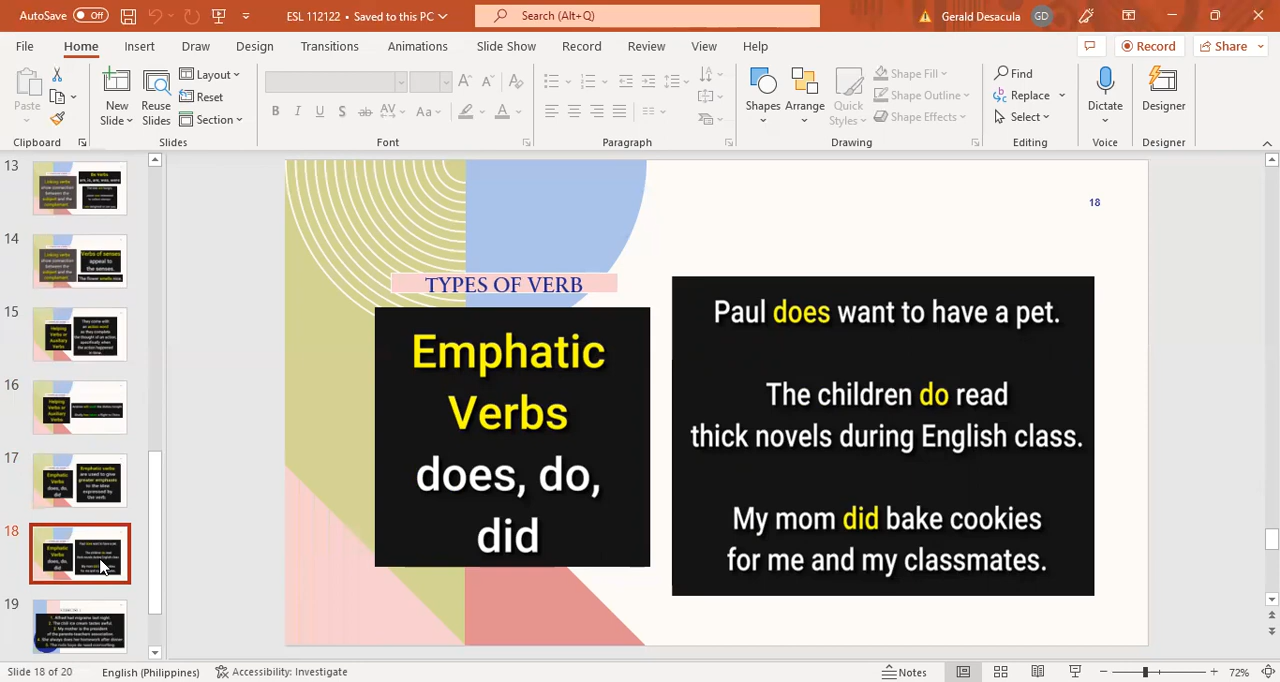 AutoSave Off ESL 112122 • Saved to this PC Search (Alt+Q) Gerald Desacula GD
File Home Insert Draw Design Transitions Animations Slide Show Record Review View Help Record Share
Paste New Slide Reuse Slides Layout Reset Section Shapes Arrange Quick Styles Shape Fill Shape Outline Shape Effects Find Replace Select Dictate Designer
Clipboard Slides Font Paragraph Drawing Editing Voice Designer
13
14
15
16
17
18
19
18
TYPES OF VERB
Emphatic
Verbs
does, do,
did
Paul does want to have a pet.
The children do read
thick novels during English class.
My mom did bake cookies
for me and my classmates.
Slide 18 of 20 English (Philippines) Accessibility: Investigate Notes 72%